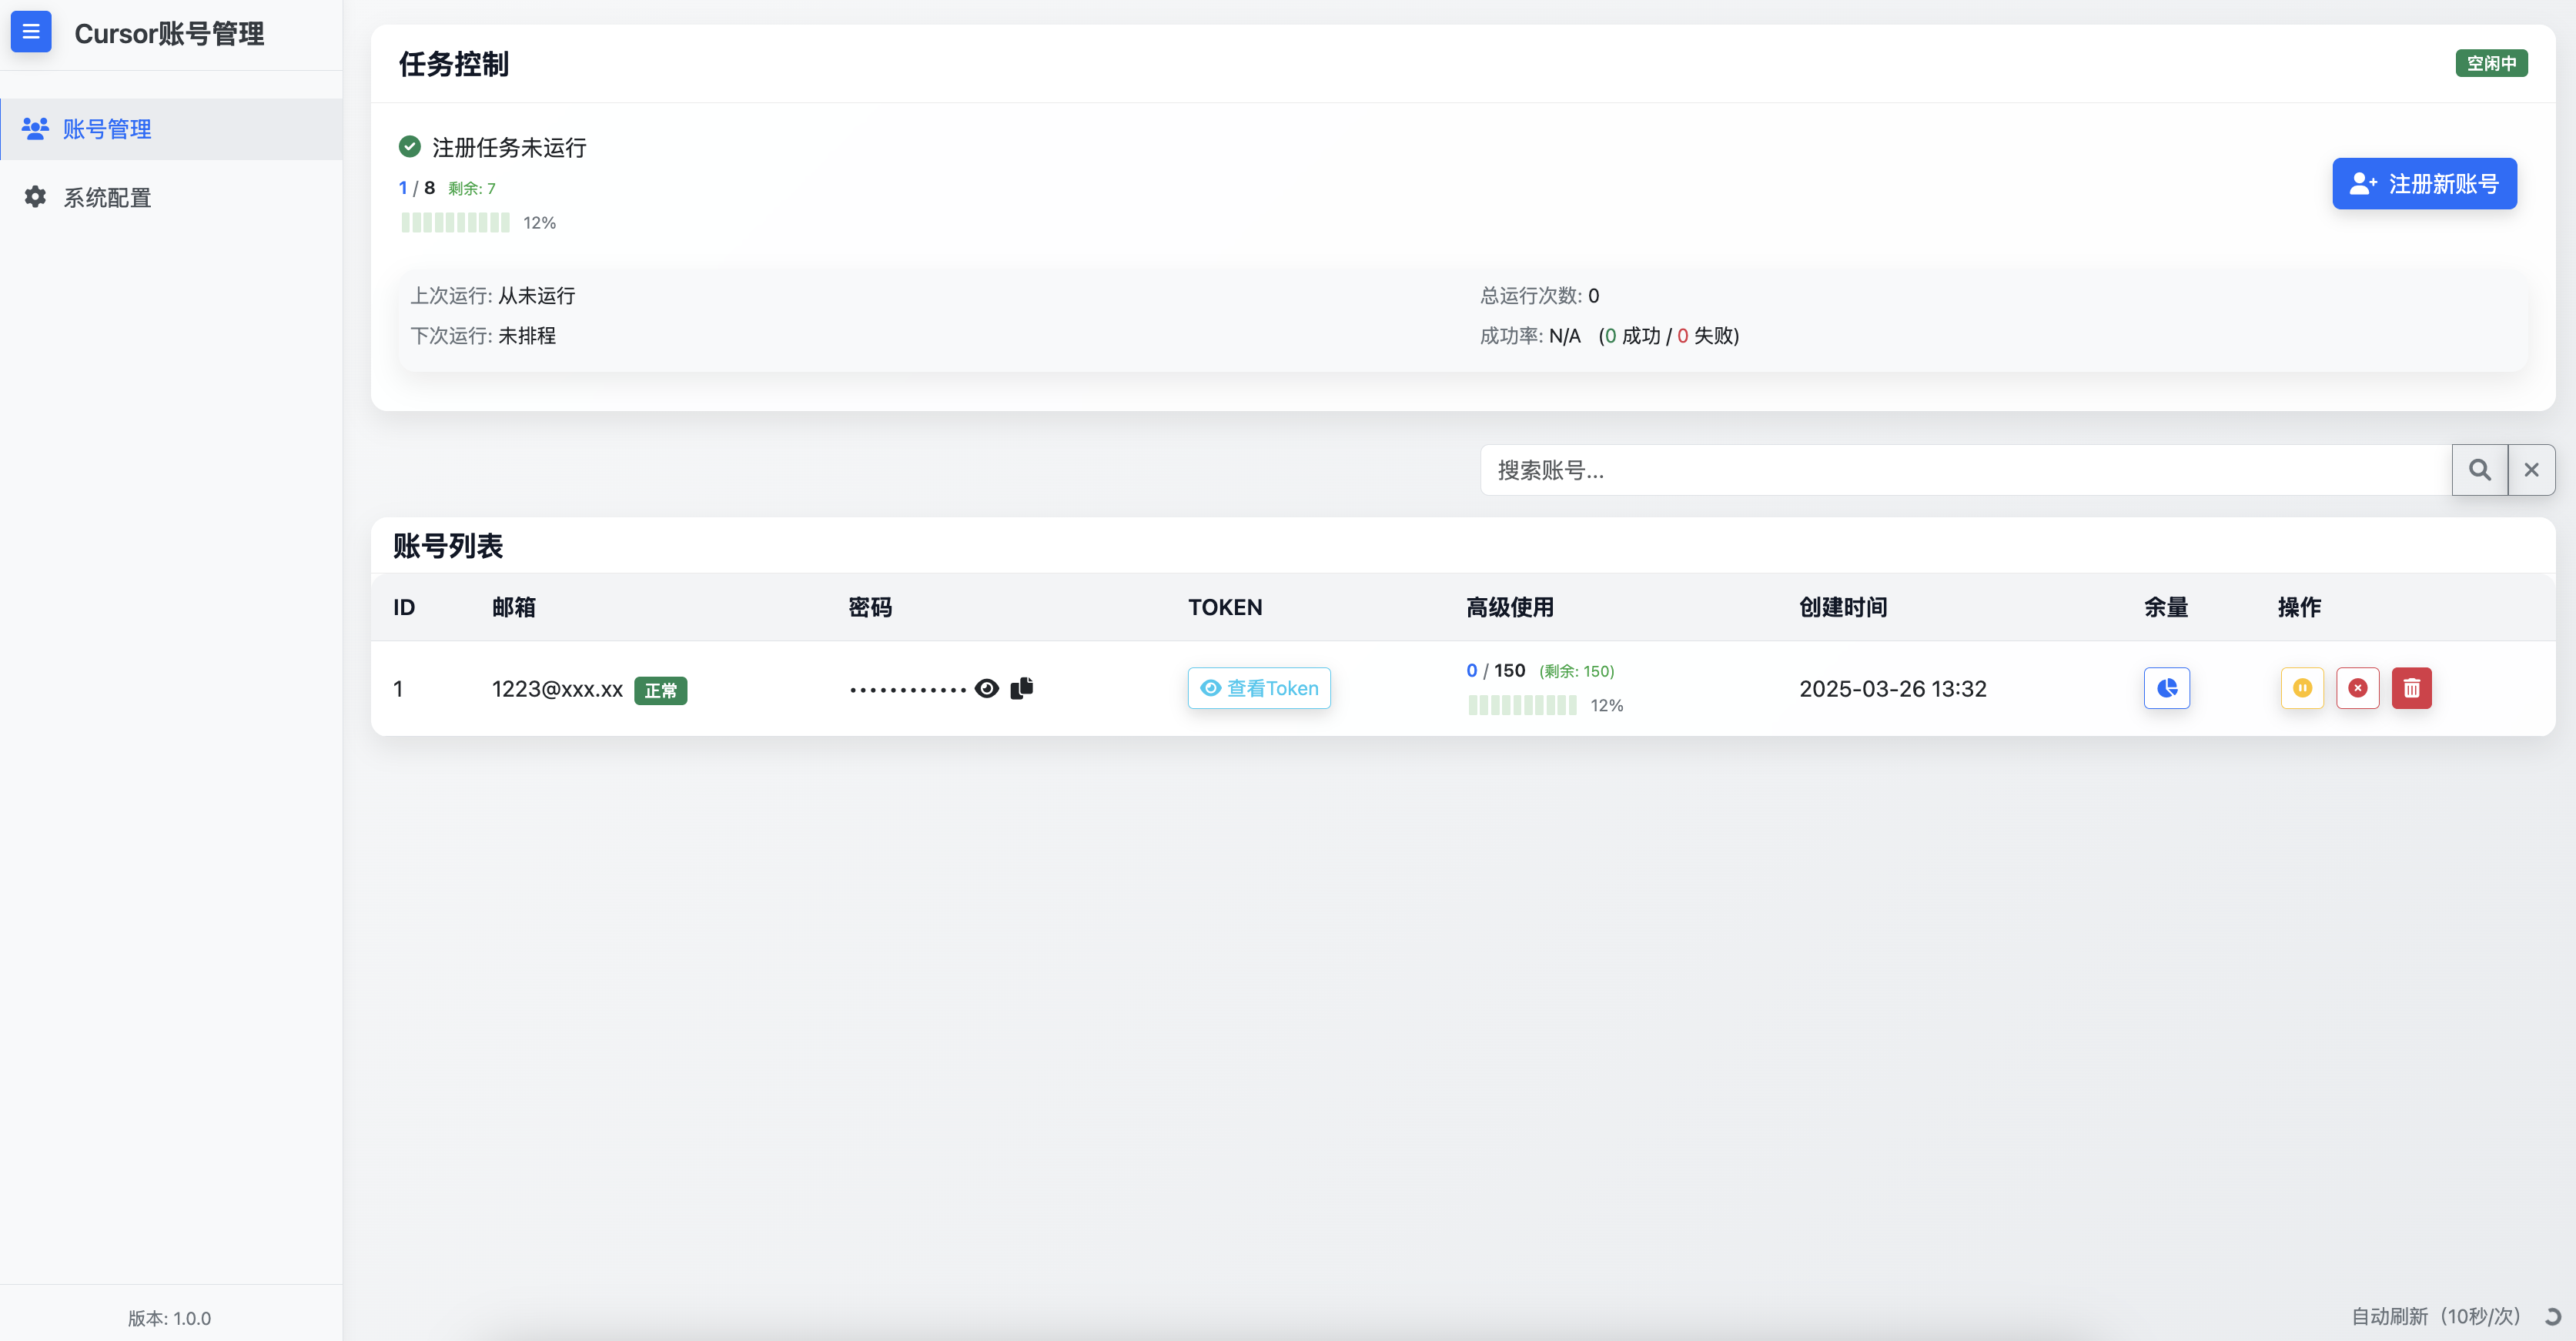 Cursor账号管理
账号管理
系统配置
版本: 1.0.0
任务控制
空闲中
注册任务未运行
1 / 8 剩余: 7
12%
注册新账号
上次运行: 从未运行
总运行次数: 0
下次运行: 未排程
成功率: N/A (0 成功 / 0 失败)
搜索账号...
账号列表
ID 邮箱 密码 TOKEN 高级使用 创建时间 余量 操作
1 1223@xxx.xx 正常 •••••••••••• 查看Token 0 / 150 (剩余: 150) 2025-03-26 13:32
12%
自动刷新（10秒/次）